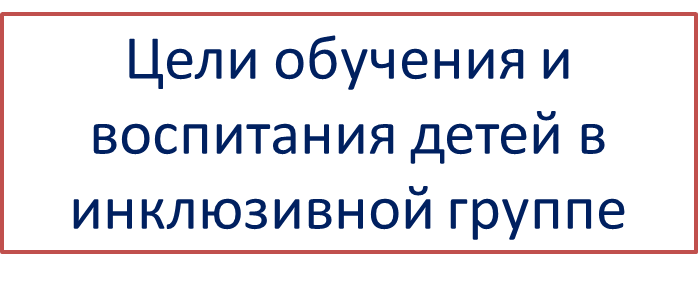 Цели обучения и
воспитания детей в
инклюзивной группе